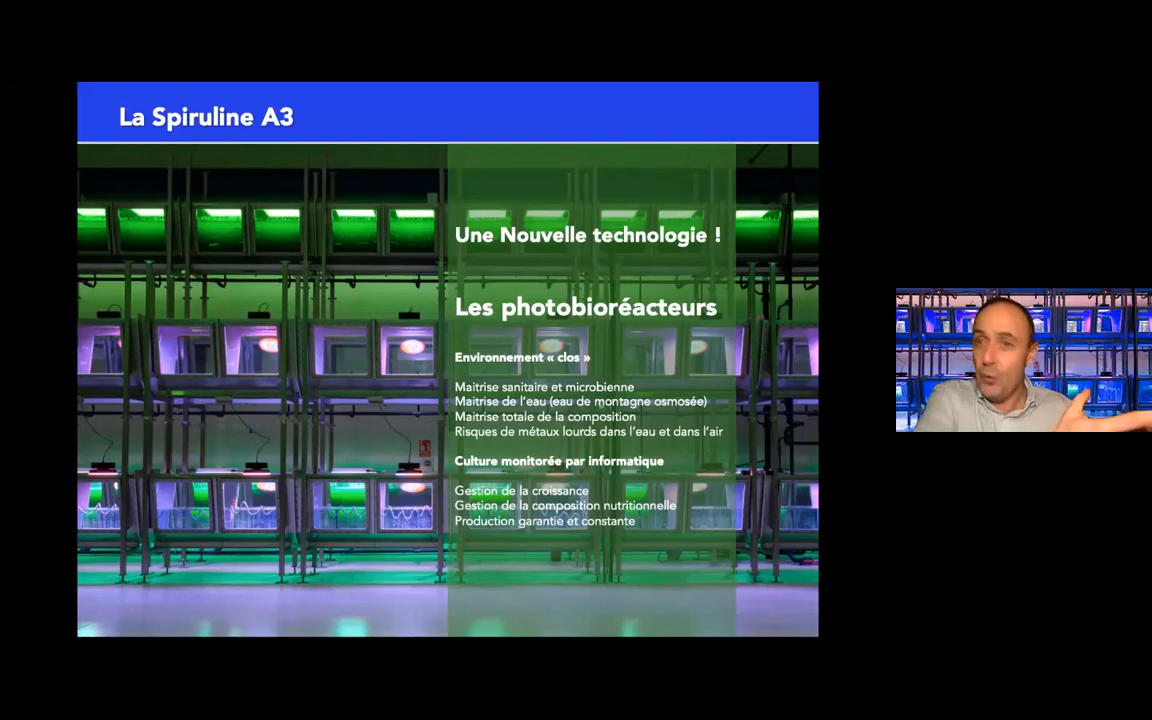 La Spiruline A3
Une Nouvelle technologie !
Les photobioréacteurs
Environnement « clos »
Maitrise sanitaire et microbienne
Maitrise de l'eau (eau de montagne osmosée)
Maitrise totale de la composition
Risques de métaux lourds dans l'eau et dans l'air
Culture monitorée par informatique
Gestion de la croissance
Gestion de la composition nutritionnelle
Production garantie et constante